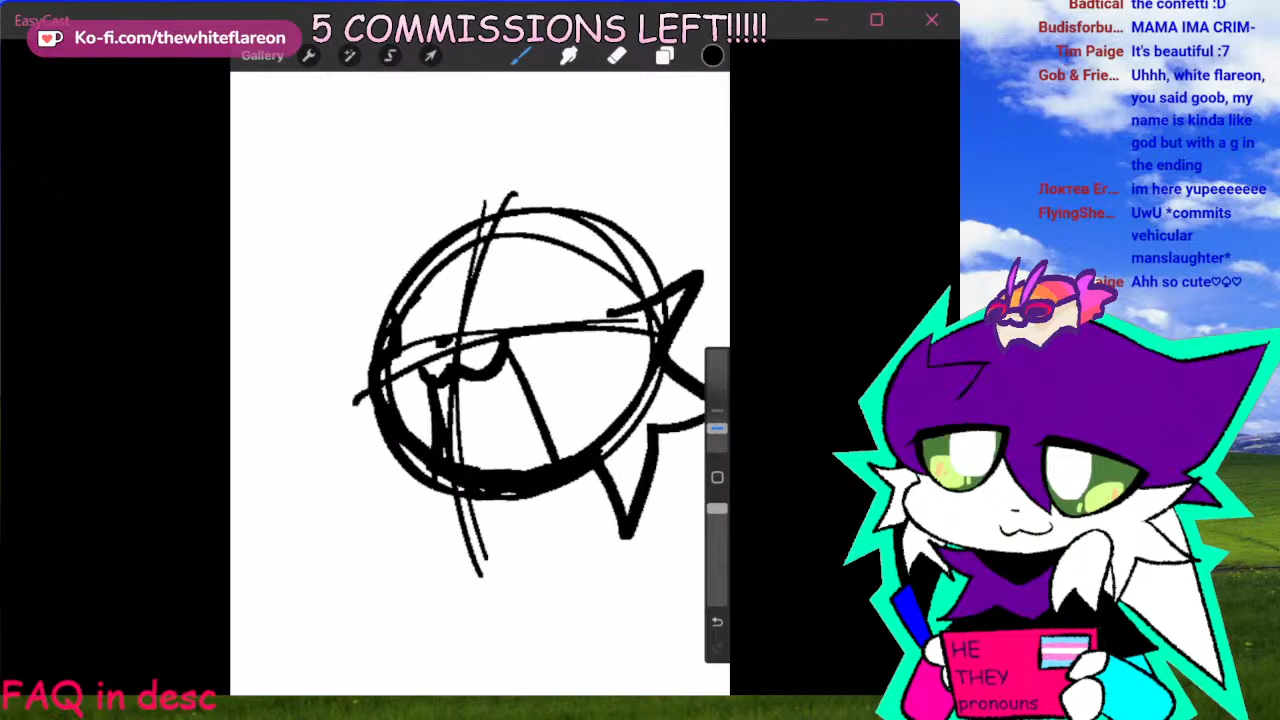 EasyCast
Ko-fi.com/thewhiteflareon
5 COMMISSIONS LEFT!!!!!
Gallery
Badtical the confetti :D
Budisforbu... MAMA IMA CRIM-
Tim Paige It's beautiful :7
Gob & Frie... Uhhh, white flareon,
you said goob, my
name is kinda like
god but with a g in
the ending
Локтев Ег... im here yupeeeeeee
FlyingShe... UwU *commits
vehicular
manslaughter*
aige Ahh so cute♡♤♡
HE
THEY
pronouns
FAQ in desc